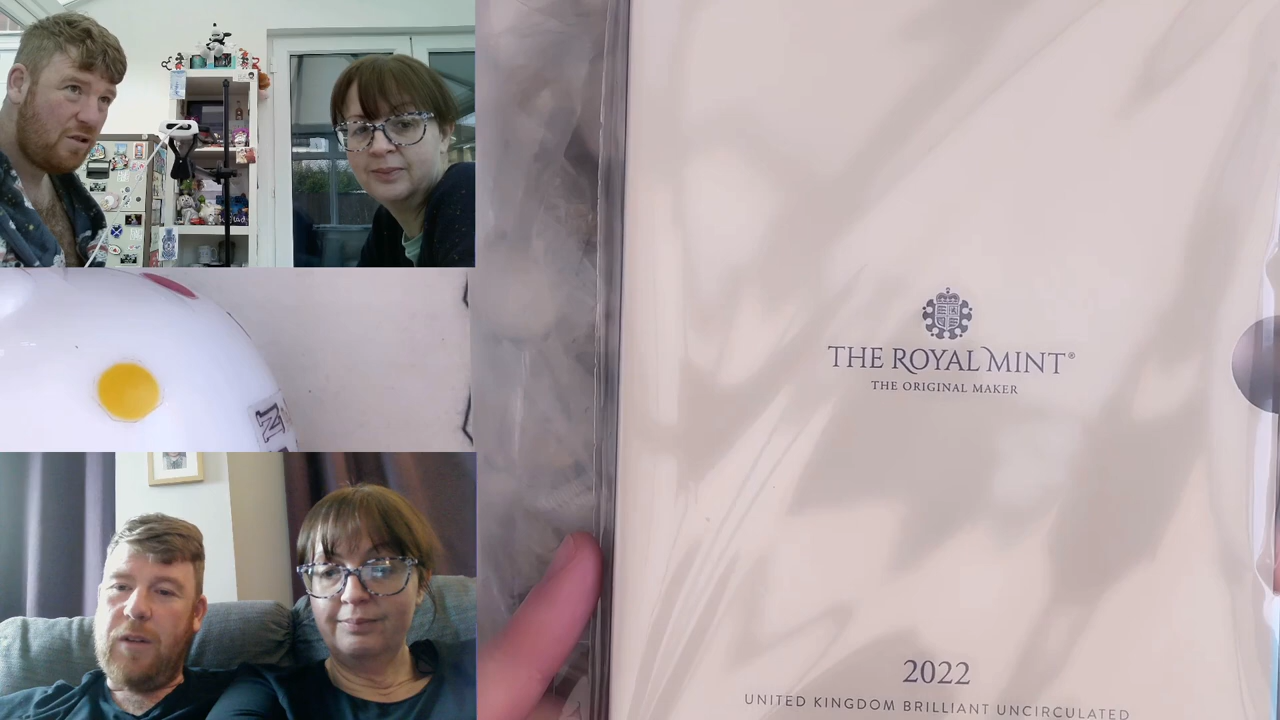 THE ROYAL MINT®
THE ORIGINAL MAKER
2022
UNITED KINGDOM BRILLIANT UNCIRCULATED
N